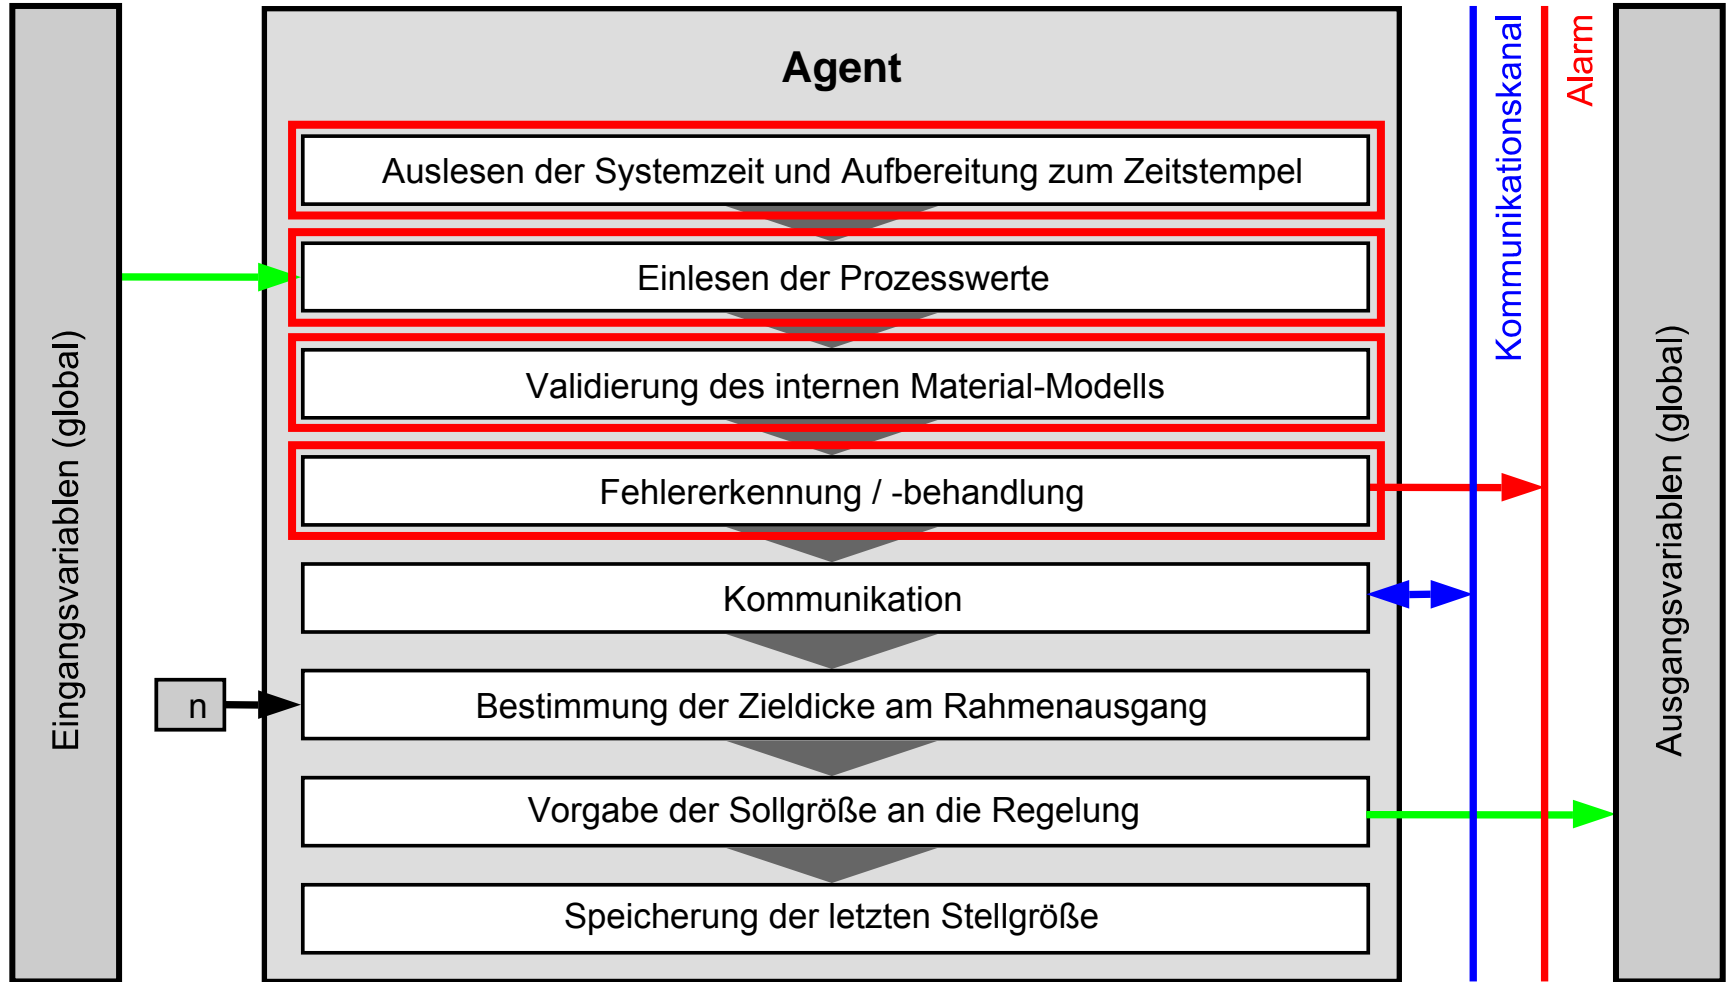 Agent
Auslesen der Systemzeit und Aufbereitung zum Zeitstempel
Einlesen der Prozesswerte
Validierung des internen Material-Modells
Fehlererkennung / -behandlung
Kommunikation
n
Bestimmung der Zieldicke am Rahmenausgang
Vorgabe der Sollgröße an die Regelung
Speicherung der letzten Stellgröße
Eingangsvariablen (global)
Kommunikationskanal
Alarm
Ausgangsvariablen (global)